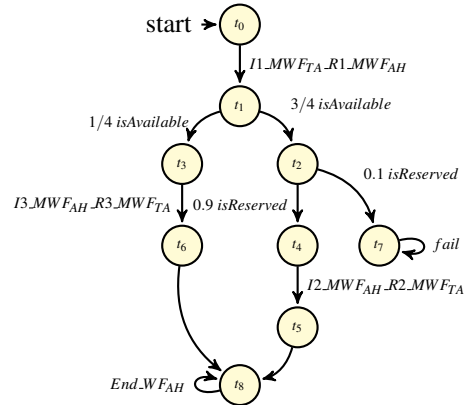 start t0
I1_MWF_TA_R1_MWF_AH
t1
1/4 isAvailable 3/4 isAvailable
t3 t2
0.1 isReserved
I3_MWF_AH_R3_MWF_TA 0.9 isReserved
t6 t4 t7 fail
I2_MWF_AH_R2_MWF_TA
t5
End_WF_AH t8